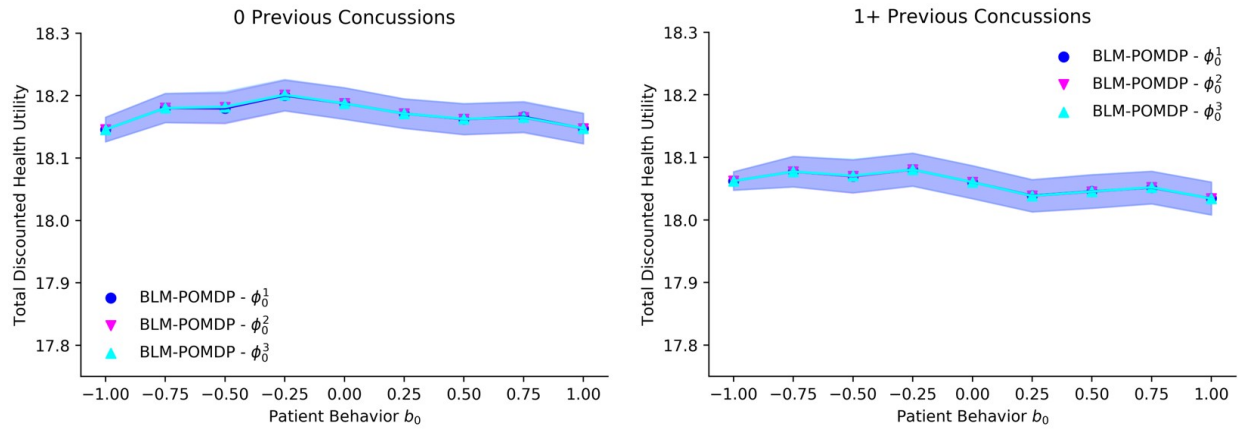 0 Previous Concussions
18.3
18.2
18.1
18.0
17.9
17.8
Total Discounted Health Utility
BLM-POMDP - ϕ₀¹
BLM-POMDP - ϕ₀²
BLM-POMDP - ϕ₀³
−1.00 −0.75 −0.50 −0.25 0.00 0.25 0.50 0.75 1.00
Patient Behavior b₀
1+ Previous Concussions
18.3
18.2
18.1
18.0
17.9
17.8
Total Discounted Health Utility
BLM-POMDP - ϕ₀¹
BLM-POMDP - ϕ₀²
BLM-POMDP - ϕ₀³
−1.00 −0.75 −0.50 −0.25 0.00 0.25 0.50 0.75 1.00
Patient Behavior b₀